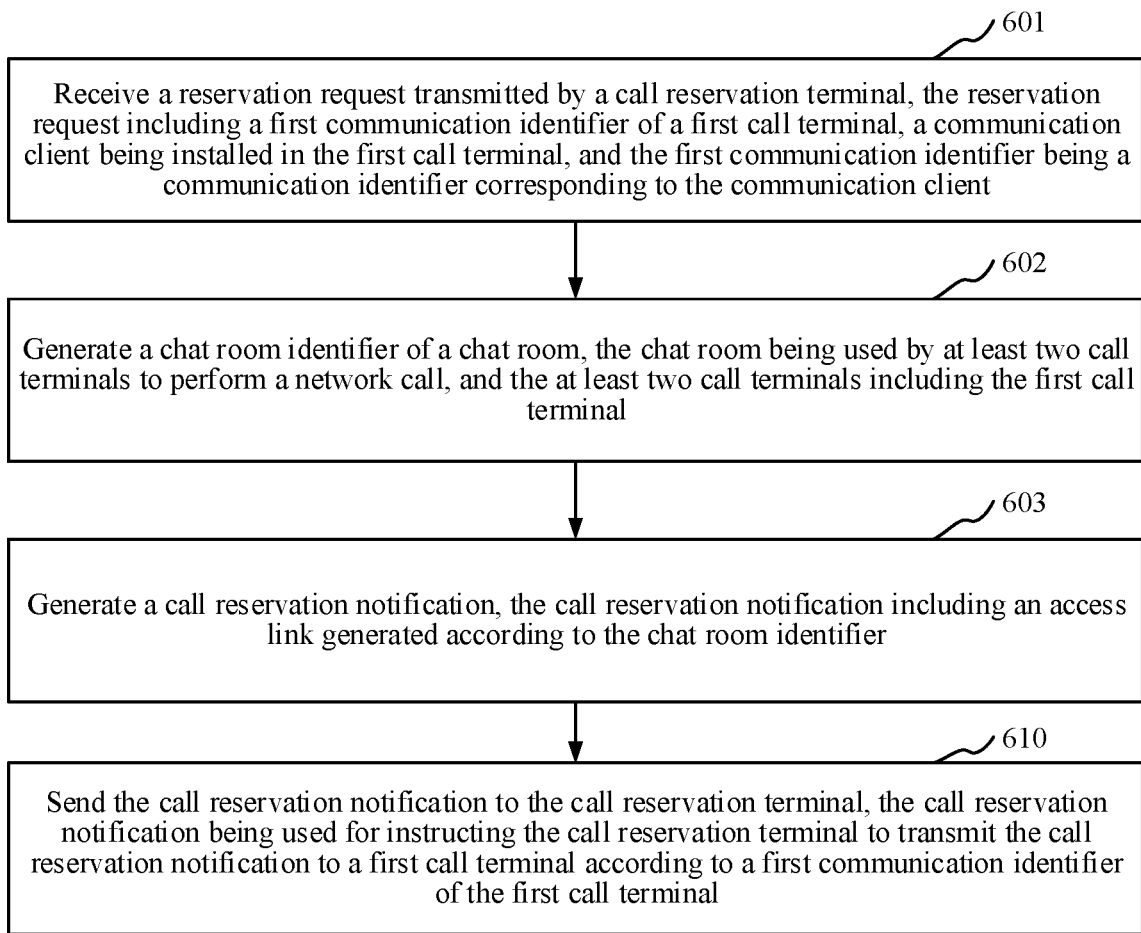 601
Receive a reservation request transmitted by a call reservation terminal, the reservation
request including a first communication identifier of a first call terminal, a communication
client being installed in the first call terminal, and the first communication identifier being a
communication identifier corresponding to the communication client
602
Generate a chat room identifier of a chat room, the chat room being used by at least two call
terminals to perform a network call, and the at least two call terminals including the first call
terminal
603
Generate a call reservation notification, the call reservation notification including an access
link generated according to the chat room identifier
610
Send the call reservation notification to the call reservation terminal, the call reservation
notification being used for instructing the call reservation terminal to transmit the call
reservation notification to a first call terminal according to a first communication identifier
of the first call terminal